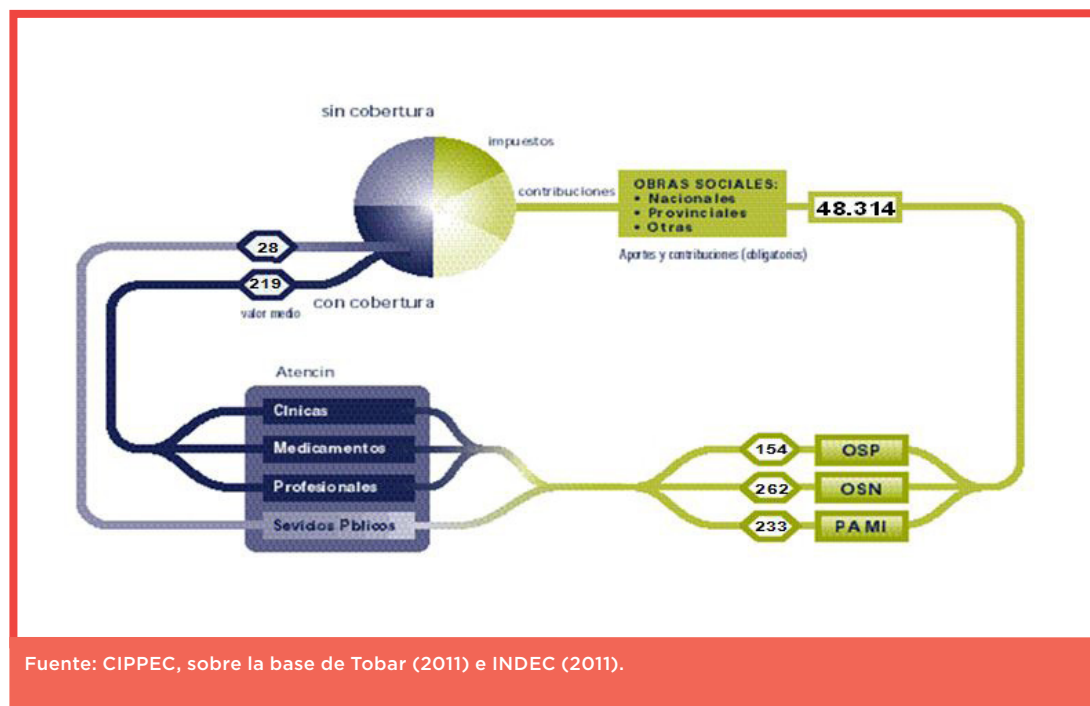 sin cobertura
impuestos
contribuciones
OBRAS SOCIALES:
• Nacionales
• Provinciales
• Otras
48.314
Aportes y contribuciones (obligatorios)
28
219
valor medio
con cobertura
Atencin
Clnicas
Medicamentos
Profesionales
Sevicios Pblicos
154
OSP
262
OSN
233
PAMI
Fuente: CIPPEC, sobre la base de Tobar (2011) e INDEC (2011).